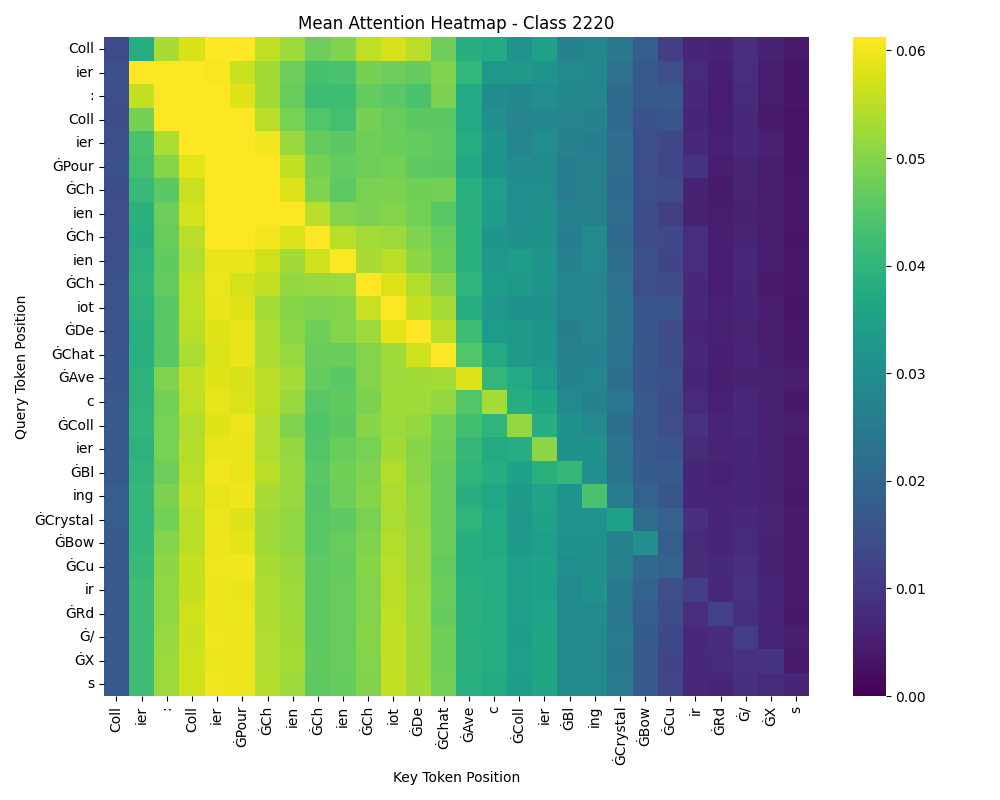 Mean Attention Heatmap - Class 2220
Coll
ier
:
Coll
ier
ĠPour
ĠCh
ien
ĠCh
ien
ĠCh
iot
ĠDe
ĠChat
ĠAve
c
ĠColl
ier
ĠBl
ing
ĠCrystal
ĠBow
ĠCu
ir
ĠRd
Ġ/
ĠX
s
Query Token Position
Coll
ier
:
Coll
ier
ĠPour
ĠCh
ien
ĠCh
ien
ĠCh
iot
ĠDe
ĠChat
ĠAve
c
ĠColl
ier
ĠBl
ing
ĠCrystal
ĠBow
ĠCu
ir
ĠRd
Ġ/
ĠX
s
Key Token Position
0.06
0.05
0.04
0.03
0.02
0.01
0.00